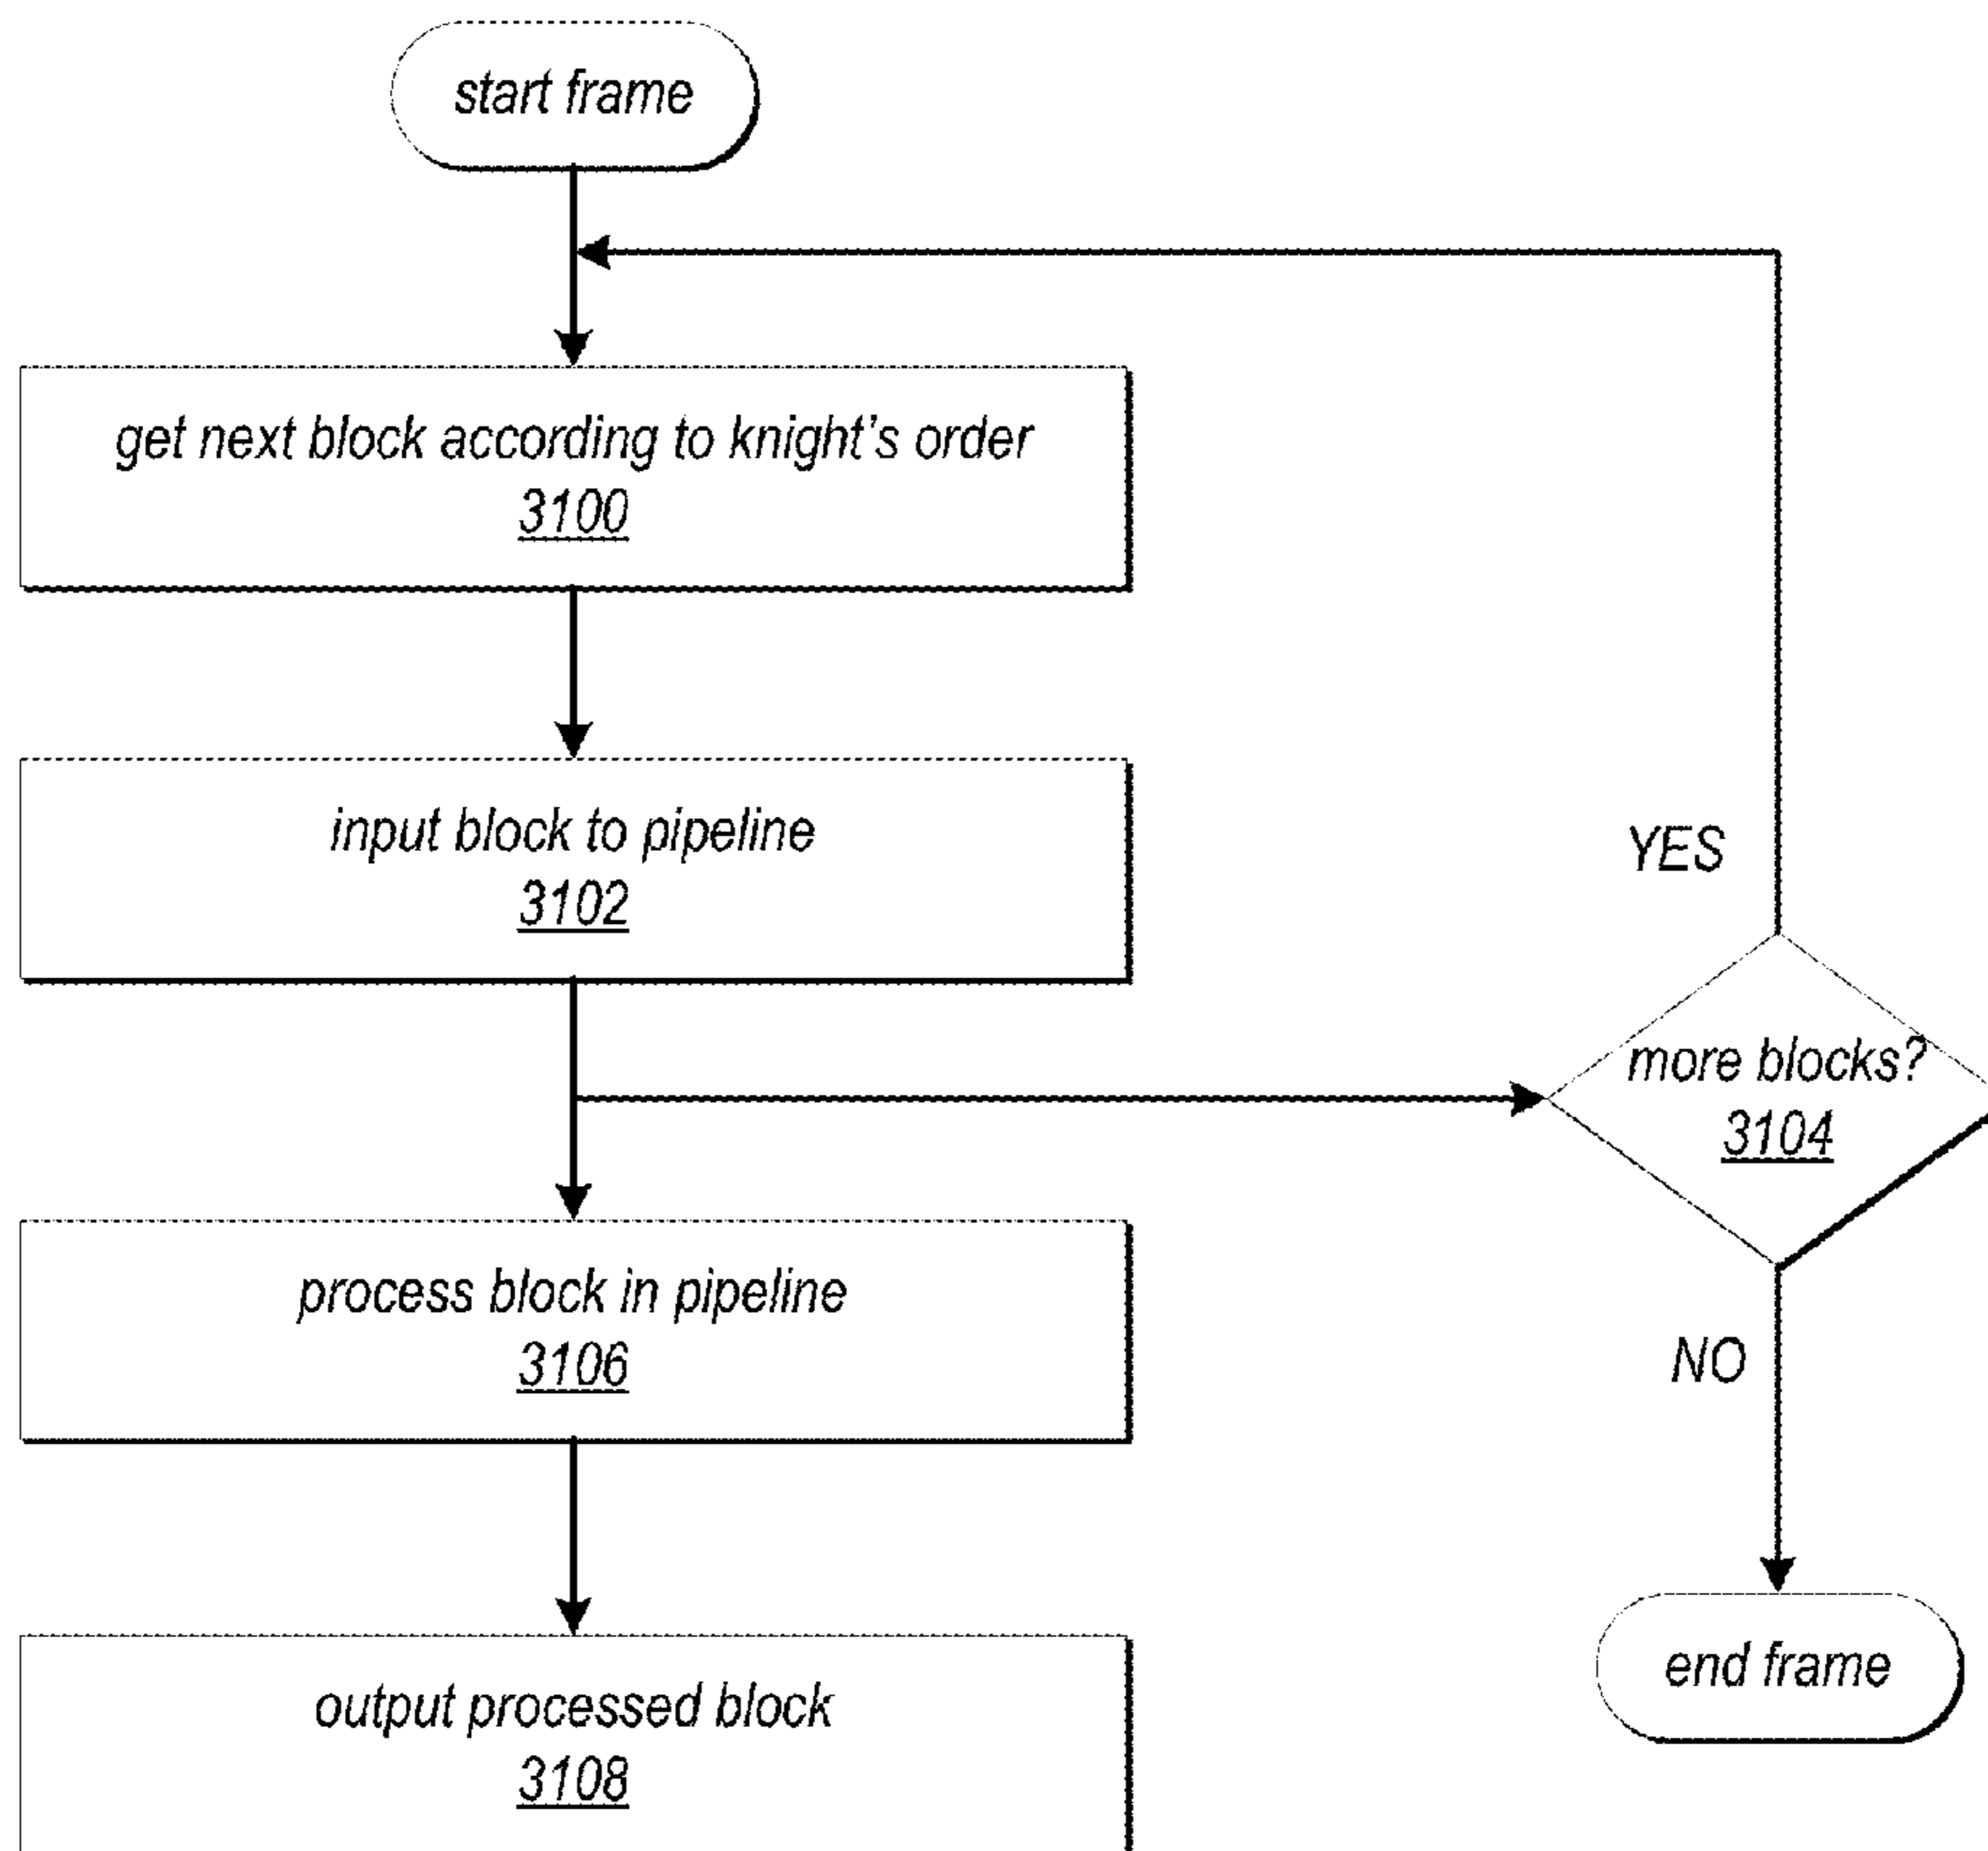 start frame
get next block according to knight's order
3100
input block to pipeline
3102
YES
more blocks?
3104
process block in pipeline
3106
NO
output processed block
3108
end frame